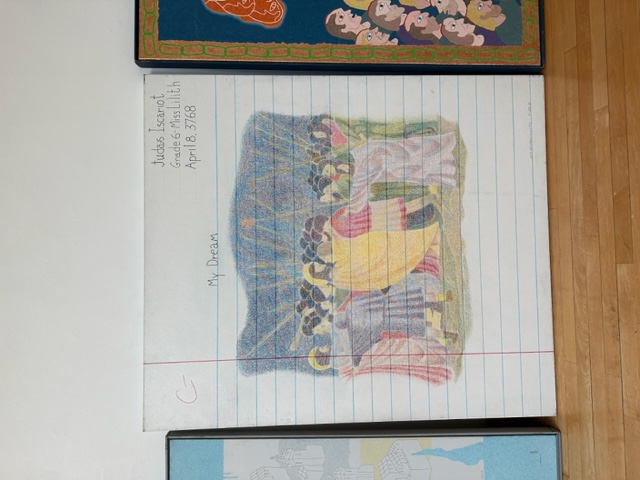 C-
Judas Iscariot
Grade 6- Miss Lilith
April 8, 3768
My Dream